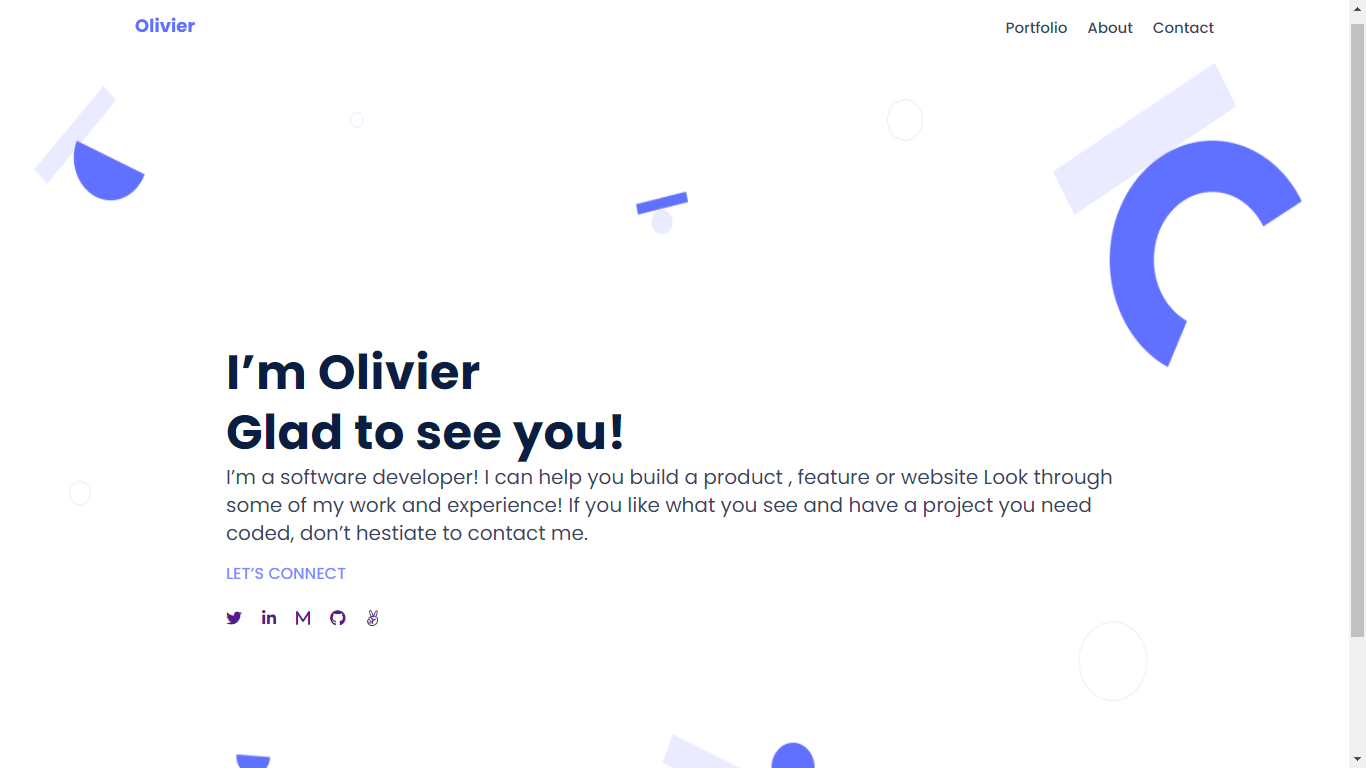 Olivier
Portfolio About Contact
I’m Olivier
Glad to see you!
I’m a software developer! I can help you build a product , feature or website Look through
some of my work and experience! If you like what you see and have a project you need
coded, don’t hestiate to contact me.
LET’S CONNECT